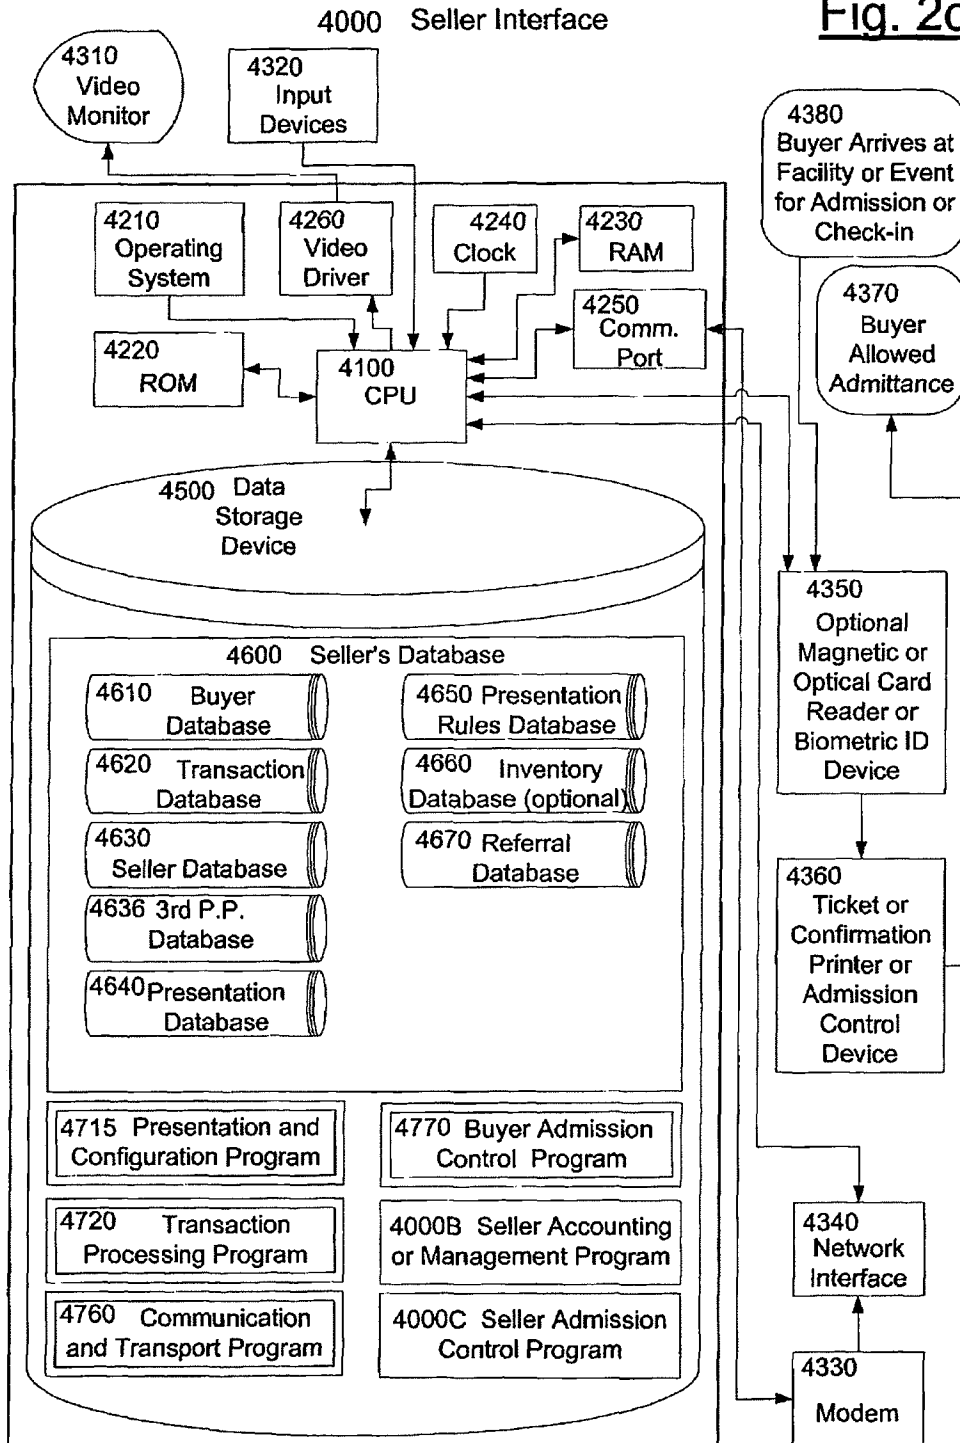 4000 Seller Interface
Fig. 2d
4310
Video
Monitor
4320
Input
Devices
4380
Buyer Arrives at
Facility or Event
for Admission or
Check-in
4210
Operating
System
4260
Video
Driver
4240
Clock
4230
RAM
4250
Comm.
Port
4370
Buyer
Allowed
Admittance
4220
ROM
4100
CPU
4500 Data
Storage
Device
4350
Optional
Magnetic or
Optical Card
Reader or
Biometric ID
Device
4600 Seller's Database
4610 Buyer
Database
4650 Presentation
Rules Database
4620 Transaction
Database
4660 Inventory
Database (optional)
4630
Seller Database
4670 Referral
Database
4636 3rd P.P.
Database
4640 Presentation
Database
4360
Ticket or
Confirmation
Printer or
Admission
Control
Device
4715 Presentation and
Configuration Program
4770 Buyer Admission
Control Program
4720 Transaction
Processing Program
4000B Seller Accounting
or Management Program
4760 Communication
and Transport Program
4000C Seller Admission
Control Program
4340
Network
Interface
4330
Modem